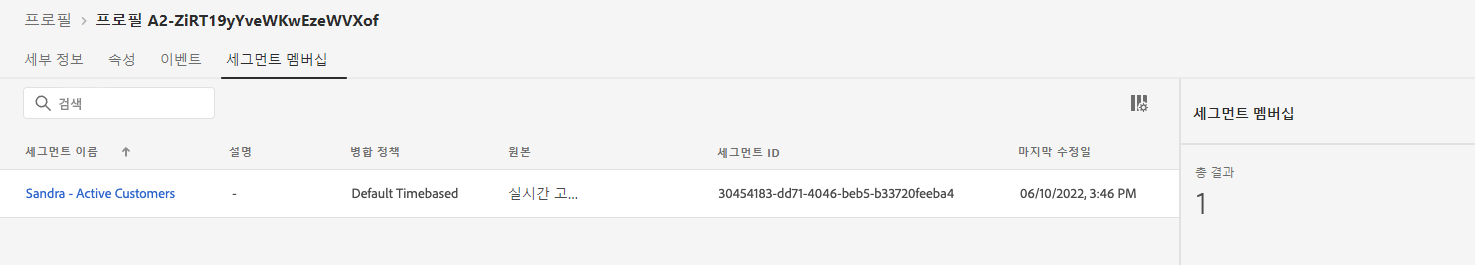 프로필 > 프로필 A2-ZiRT19yYveWKwEzeWVXof
세부 정보 속성 이벤트 세그먼트 멤버십
검색
세그먼트 멤버십
세그먼트 이름 ↑ 설명 병합 정책 원본 세그먼트 ID 마지막 수정일
Sandra - Active Customers - Default Timebased 실시간 고... 30454183-dd71-4046-beb5-b33720feeba4 06/10/2022, 3:46 PM
총 결과
1